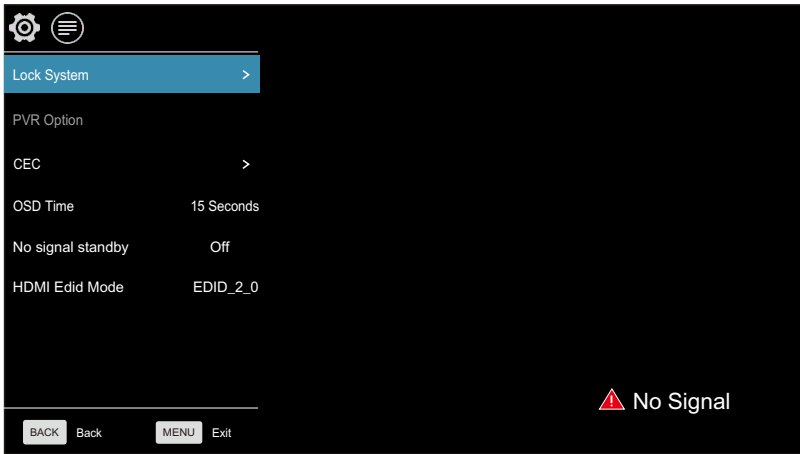 Lock System >
PVR Option
CEC >
OSD Time 15 Seconds
No signal standby Off
HDMI Edid Mode EDID_2_0
No Signal
BACK Back MENU Exit